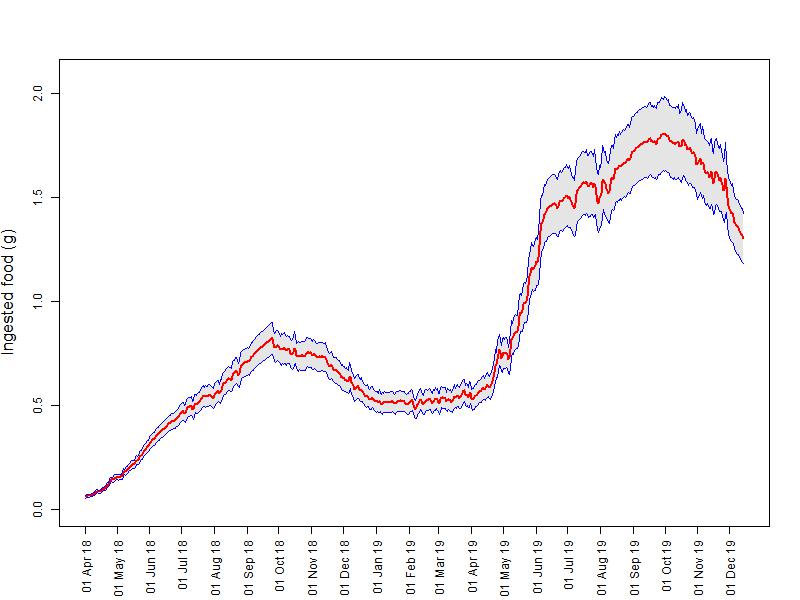 Ingested food (g)
2.0
1.5
1.0
0.5
0.0
01 Apr 18
01 May 18
01 Jun 18
01 Jul 18
01 Aug 18
01 Sep 18
01 Oct 18
01 Nov 18
01 Dec 18
01 Jan 19
01 Feb 19
01 Mar 19
01 Apr 19
01 May 19
01 Jun 19
01 Jul 19
01 Aug 19
01 Sep 19
01 Oct 19
01 Nov 19
01 Dec 19